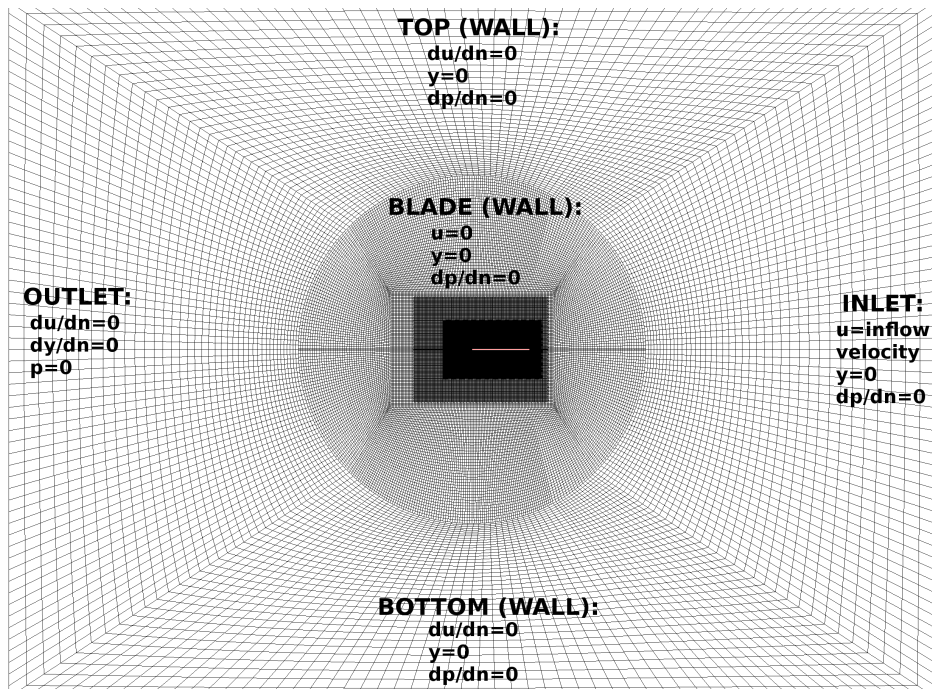 TOP (WALL):
du/dn=0
y=0
dp/dn=0
BLADE (WALL):
u=0
y=0
dp/dn=0
OUTLET:
du/dn=0
dy/dn=0
p=0
INLET:
u=inflow
velocity
y=0
dp/dn=0
BOTTOM (WALL):
du/dn=0
y=0
dp/dn=0